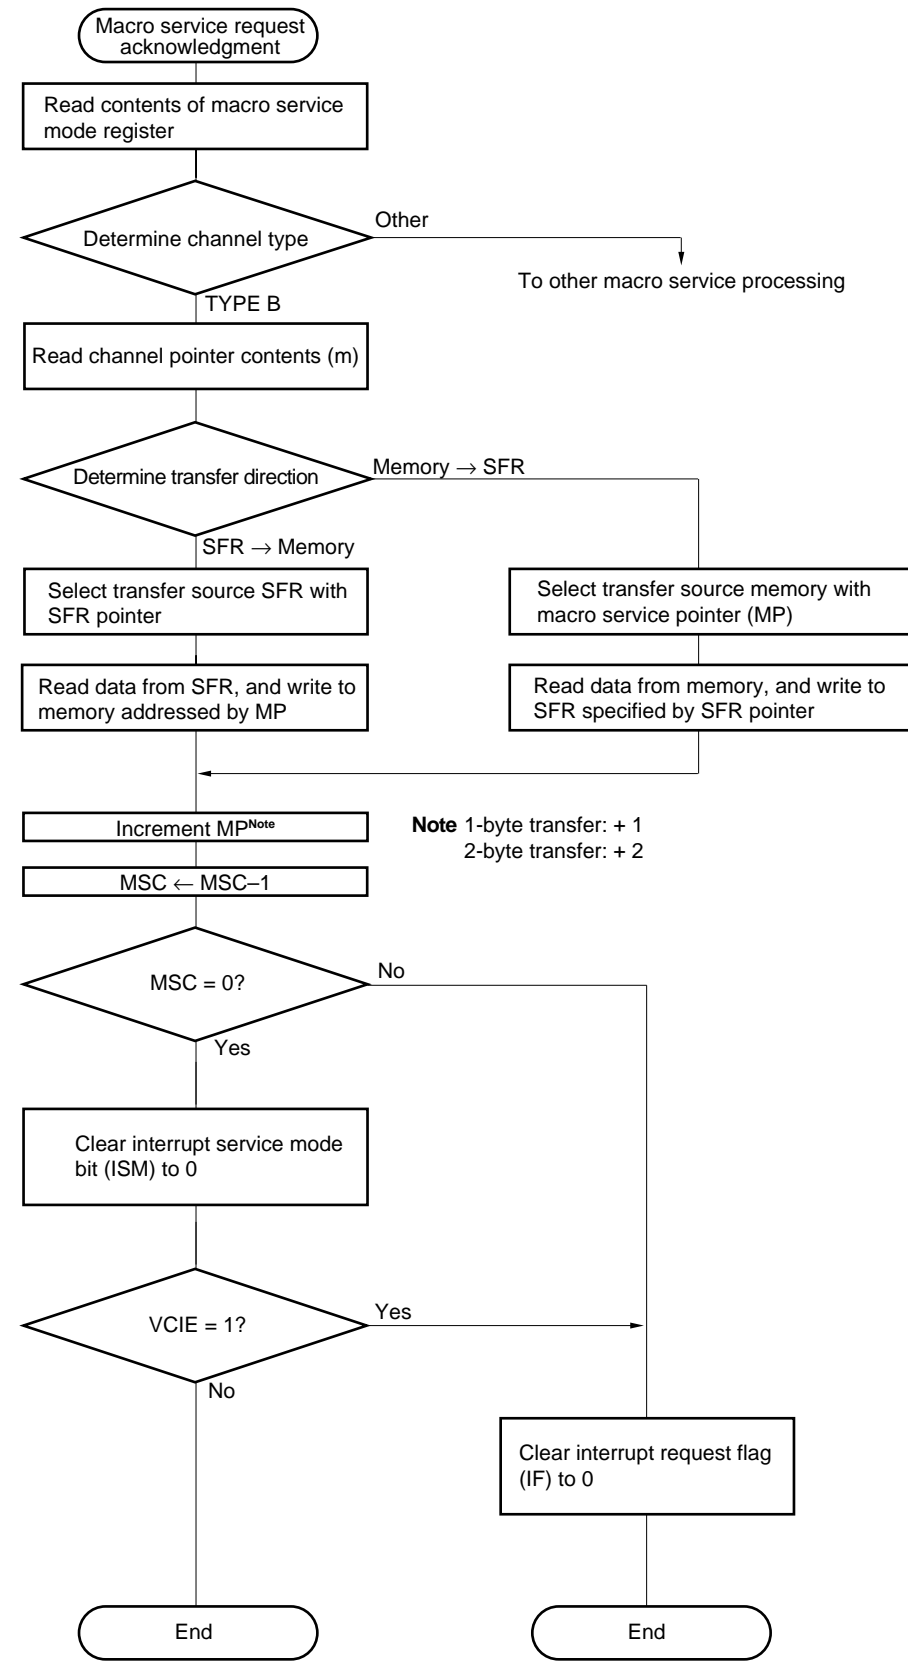 Macro service request
acknowledgment
Read contents of macro service
mode register
Determine channel type
Other
To other macro service processing
TYPE B
Read channel pointer contents (m)
Determine transfer direction
Memory → SFR
SFR → Memory
Select transfer source SFR with
SFR pointer
Select transfer source memory with
macro service pointer (MP)
Read data from SFR, and write to
memory addressed by MP
Read data from memory, and write to
SFR specified by SFR pointer
Increment MPNote
Note 1-byte transfer: + 1
2-byte transfer: + 2
MSC ← MSC–1
MSC = 0?
No
Yes
Clear interrupt service mode
bit (ISM) to 0
VCIE = 1?
Yes
No
Clear interrupt request flag
(IF) to 0
End
End